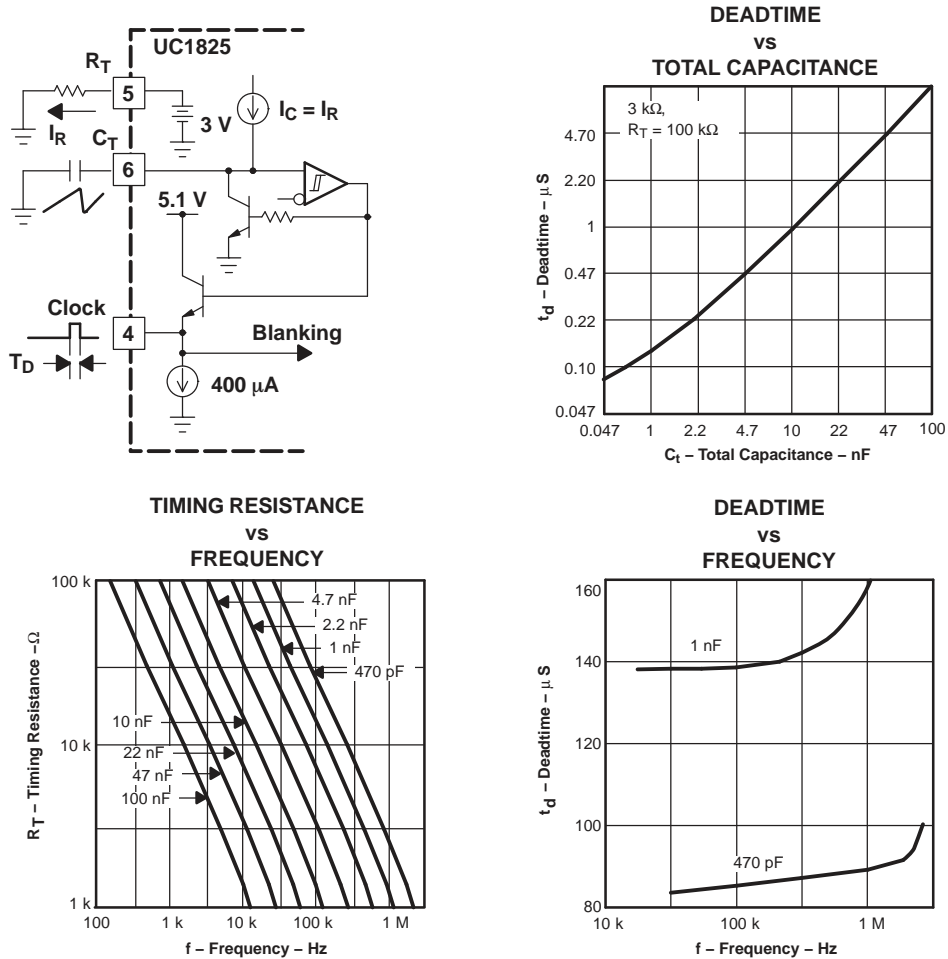 UC1825
R_T
5
I_R
3 V
I_C = I_R
C_T
6
5.1 V
Clock
4
T_D
Blanking
400 μA
DEADTIME
vs
TOTAL CAPACITANCE
3 kΩ,
R_T = 100 kΩ
t_d – Deadtime – μ S
4.70
2.20
1
0.47
0.22
0.10
0.047
0.047 1 2.2 4.7 10 22 47 100
C_t – Total Capacitance – nF
TIMING RESISTANCE
vs
FREQUENCY
R_T – Timing Resistance –Ω
100 k
10 k
1 k
4.7 nF
2.2 nF
1 nF
470 pF
10 nF
22 nF
47 nF
100 nF
100 1 k 10 k 100 k 1 M
f – Frequency – Hz
DEADTIME
vs
FREQUENCY
t_d – Deadtime – μ S
160
140
120
100
80
1 nF
470 pF
10 k 100 k 1 M
f – Frequency – Hz